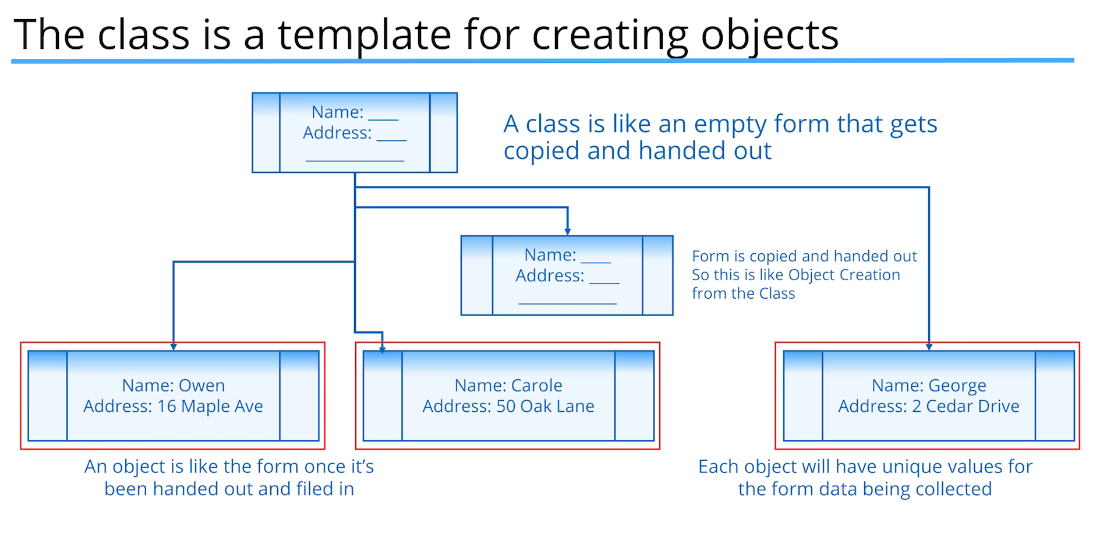 The class is a template for creating objects
Name: ____
Address: ____
___________
A class is like an empty form that gets
copied and handed out
Name: ____
Address: ____
___________
Form is copied and handed out
So this is like Object Creation
from the Class
Name: Owen
Address: 16 Maple Ave
Name: Carole
Address: 50 Oak Lane
Name: George
Address: 2 Cedar Drive
An object is like the form once it’s
been handed out and filed in
Each object will have unique values for
the form data being collected